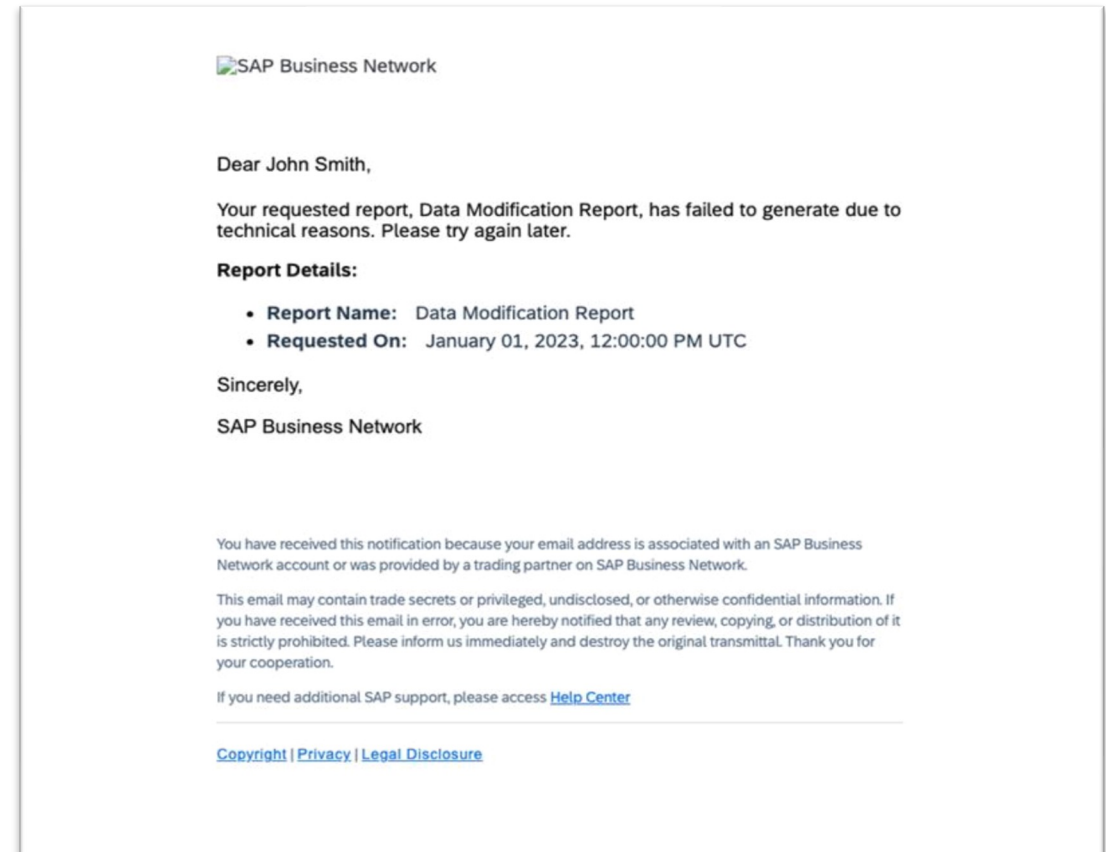 SAP Business Network
Dear John Smith,
Your requested report, Data Modification Report, has failed to generate due to
technical reasons. Please try again later.
Report Details:
• Report Name: Data Modification Report
• Requested On: January 01, 2023, 12:00:00 PM UTC
Sincerely,
SAP Business Network
You have received this notification because your email address is associated with an SAP Business
Network account or was provided by a trading partner on SAP Business Network.
This email may contain trade secrets or privileged, undisclosed, or otherwise confidential information. If
you have received this email in error, you are hereby notified that any review, copying, or distribution of it
is strictly prohibited. Please inform us immediately and destroy the original transmittal. Thank you for
your cooperation.
If you need additional SAP support, please access Help Center
Copyright | Privacy | Legal Disclosure